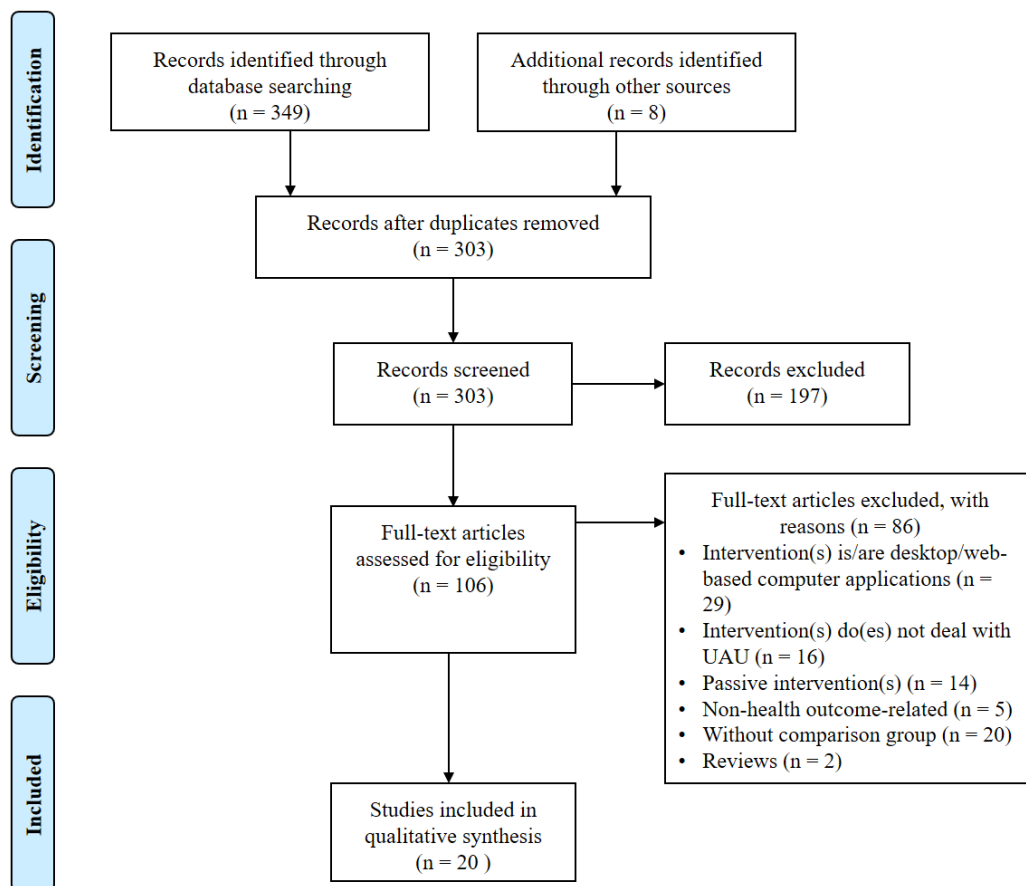 Identification
Records identified through
database searching
(n = 349)
Additional records identified
through other sources
(n = 8)
Records after duplicates removed
(n = 303)
Screening
Records screened
(n = 303)
Records excluded
(n = 197)
Eligibility
Full-text articles
assessed for eligibility
(n = 106)
Full-text articles excluded, with
reasons (n = 86)
• Intervention(s) is/are desktop/web-
based computer applications (n =
29)
• Intervention(s) do(es) not deal with
UAU (n = 16)
• Passive intervention(s) (n = 14)
• Non-health outcome-related (n = 5)
• Without comparison group (n = 20)
• Reviews (n = 2)
Included
Studies included in
qualitative synthesis
(n = 20 )